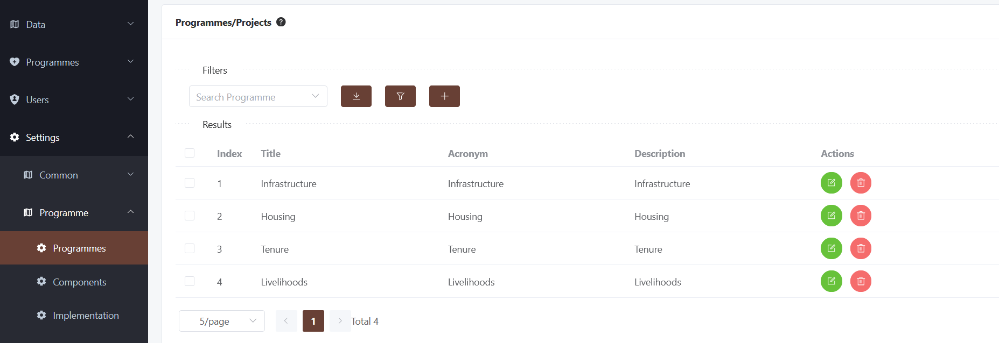 Data
Programmes
Users
Settings
Common
Programme
Programmes
Components
Implementation
Programmes/Projects ?
Filters
Search Programme
Results
Index Title Acronym Description Actions
1 Infrastructure Infrastructure Infrastructure
2 Housing Housing Housing
3 Tenure Tenure Tenure
4 Livelihoods Livelihoods Livelihoods
5/page 1 Total 4